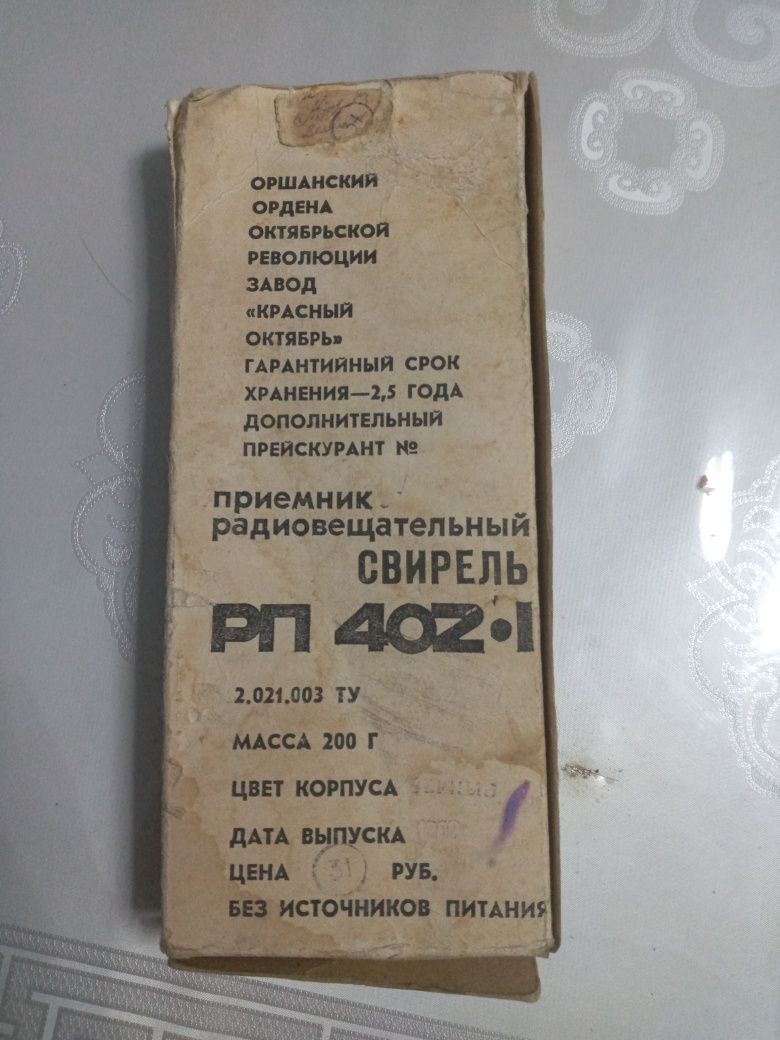 ОРШАНСКИЙ
ОРДЕНА
ОКТЯБРЬСКОЙ
РЕВОЛЮЦИИ
ЗАВОД
«КРАСНЫЙ
ОКТЯБРЬ»
ГАРАНТИЙНЫЙ СРОК
ХРАНЕНИЯ—2,5 ГОДА
ДОПОЛНИТЕЛЬНЫЙ
ПРЕЙСКУРАНТ №
приемник
радиовещательный
СВИРЕЛЬ
РП 402•1
2.021.003 ТУ
МАССА 200 Г
ЦВЕТ КОРПУСА
ДАТА ВЫПУСКА
ЦЕНА 31 РУБ.
БЕЗ ИСТОЧНИКОВ ПИТАНИЯ